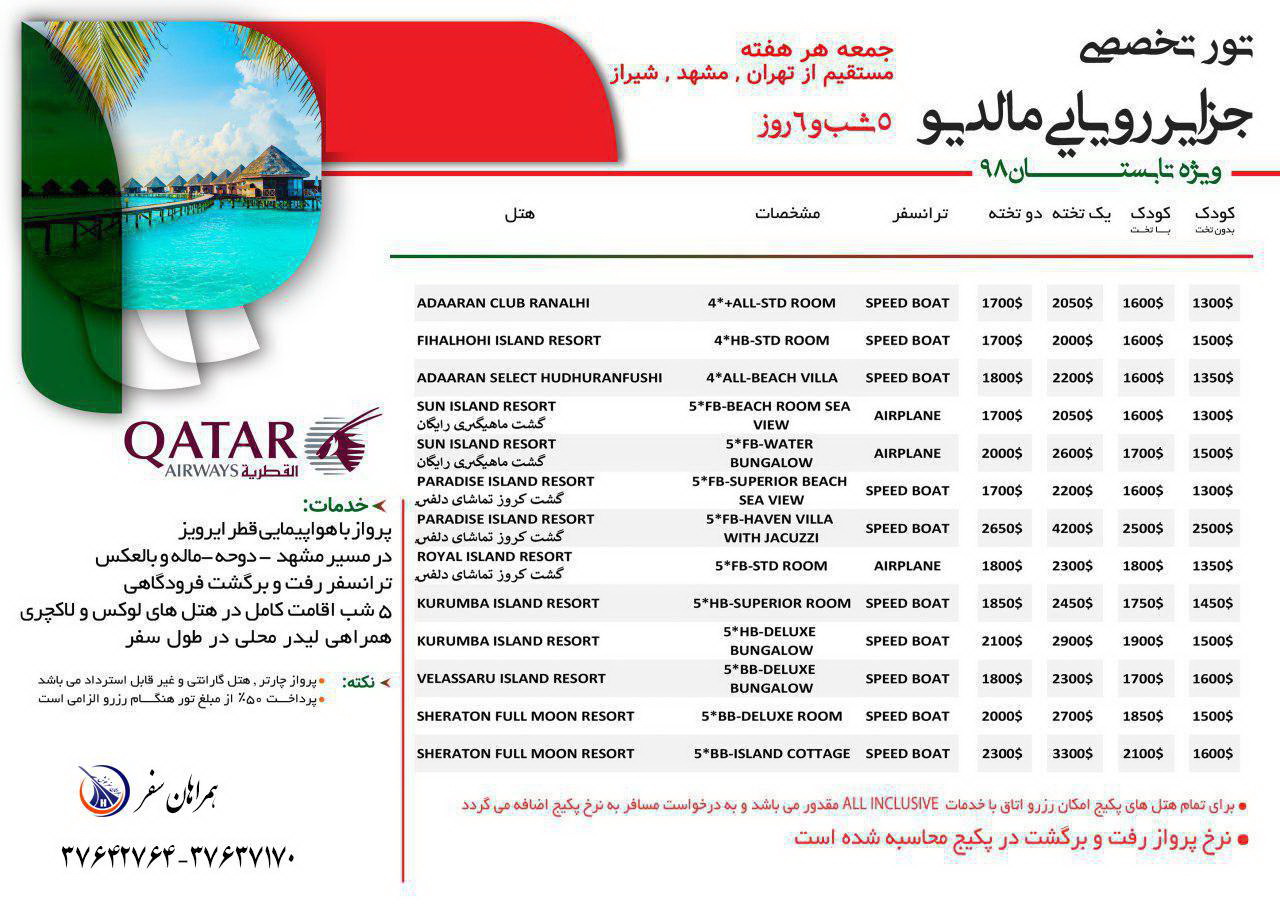 تور تخصصی
جزایر رویایی مالدیو
ویژه تابستان ۹۸
جمعه هر هفته
مستقیم از تهران , مشهد , شیراز
۵ شب و ۶ روز
هتل مشخصات ترانسفر دو تخته یک تخته کودک با تخت کودک بدون تخت
ADAARAN CLUB RANALHI 4*+ALL-STD ROOM SPEED BOAT 1700$ 2050$ 1600$ 1300$
FIHALHOHI ISLAND RESORT 4*HB-STD ROOM SPEED BOAT 1700$ 2000$ 1600$ 1500$
ADAARAN SELECT HUDHURANFUSHI 4*ALL-BEACH VILLA SPEED BOAT 1800$ 2200$ 1600$ 1350$
SUN ISLAND RESORT گشت ماهیگیری رایگان 5*FB-BEACH ROOM SEA VIEW AIRPLANE 1700$ 2050$ 1600$ 1300$
SUN ISLAND RESORT گشت ماهیگیری رایگان 5*FB-WATER BUNGALOW AIRPLANE 2000$ 2600$ 1700$ 1500$
PARADISE ISLAND RESORT گشت کروز تماشای دلفین 5*FB-SUPERIOR BEACH SEA VIEW SPEED BOAT 1700$ 2200$ 1600$ 1300$
PARADISE ISLAND RESORT گشت کروز تماشای دلفین 5*FB-HAVEN VILLA WITH JACUZZI SPEED BOAT 2650$ 4200$ 2500$ 2500$
ROYAL ISLAND RESORT گشت کروز تماشای دلفین 5*FB-STD ROOM AIRPLANE 1800$ 2300$ 1800$ 1350$
KURUMBA ISLAND RESORT 5*HB-SUPERIOR ROOM SPEED BOAT 1850$ 2450$ 1750$ 1450$
KURUMBA ISLAND RESORT 5*HB-DELUXE BUNGALOW SPEED BOAT 2100$ 2900$ 1900$ 1500$
VELASSARU ISLAND RESORT 5*BB-DELUXE BUNGALOW SPEED BOAT 1800$ 2300$ 1700$ 1600$
SHERATON FULL MOON RESORT 5*BB-DELUXE ROOM SPEED BOAT 2000$ 2700$ 1850$ 1500$
SHERATON FULL MOON RESORT 5*BB-ISLAND COTTAGE SPEED BOAT 2300$ 3300$ 2100$ 1600$
برای تمام هتل های پکیج امکان رزرو اتاق با خدمات ALL INCLUSIVE مقدور می باشد و به درخواست مسافر به نرخ پکیج اضافه می گردد
نرخ پرواز رفت و برگشت در پکیج محاسبه شده است
QATAR
AIRWAYS القطرية
خدمات:
پرواز با هواپیمایی قطر ایرویز
در مسیر مشهد - دوحه - ماله و بالعکس
ترانسفر رفت و برگشت فرودگاهی
۵ شب اقامت کامل در هتل های لوکس و لاکچری
همراهی لیدر محلی در طول سفر
نکته: پرواز چارتر , هتل گارانتی و غیر قابل استرداد می باشد
پرداخت ۵۰٪ از مبلغ تور هنگام رزرو الزامی است
همراهان سفر
۳۷۶۴۲۷۶۴-۳۷۶۳۷۱۷۰